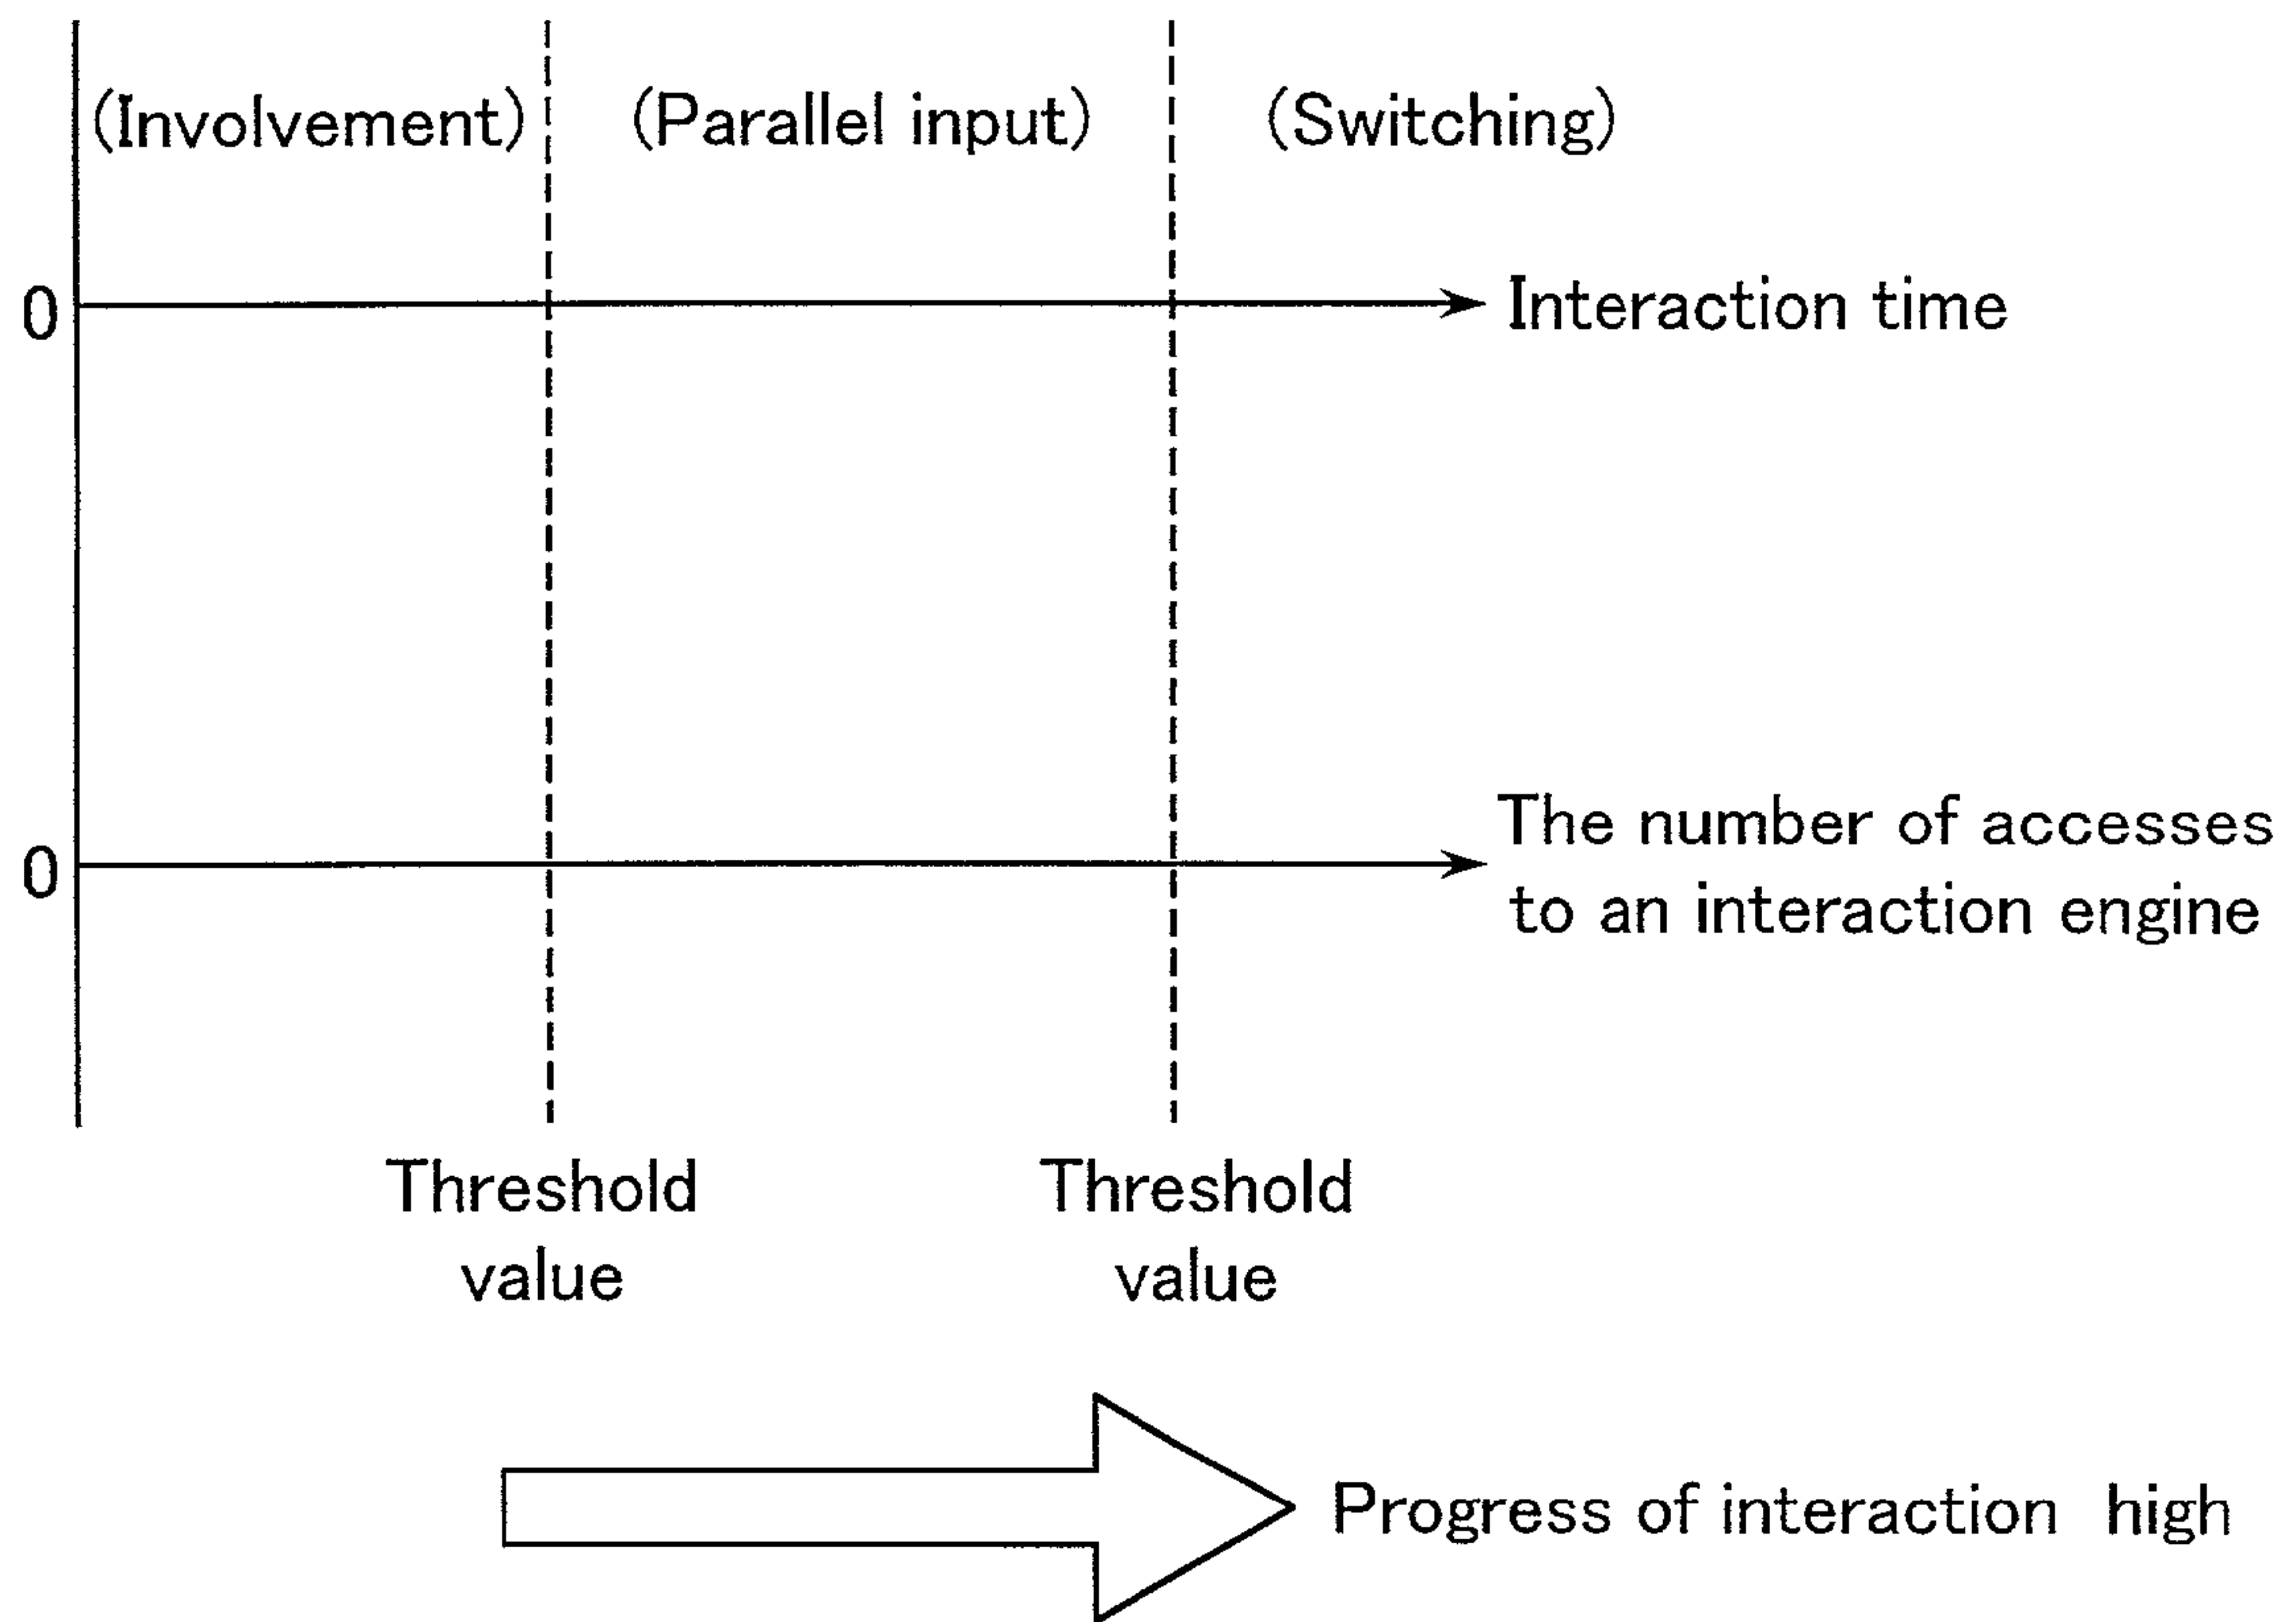 (Involvement) (Parallel input) (Switching)
0 Interaction time
0 The number of accesses
to an interaction engine
Threshold Threshold
value value
Progress of interaction high